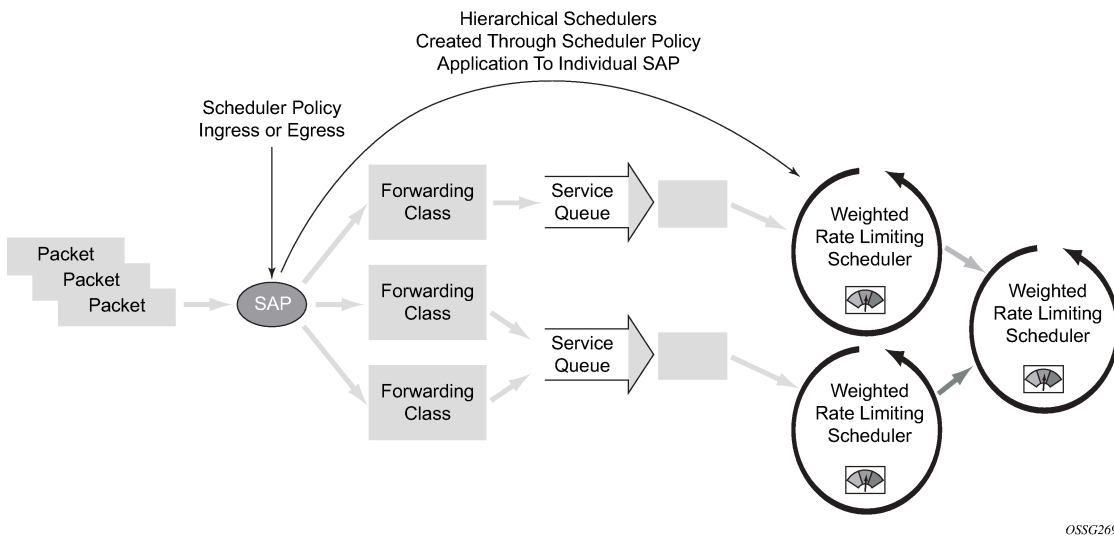 Hierarchical Schedulers
Created Through Scheduler Policy
Application To Individual SAP
Scheduler Policy
Ingress or Egress
Packet
Packet
Packet
SAP
Forwarding
Class
Forwarding
Class
Forwarding
Class
Service
Queue
Service
Queue
Weighted
Rate Limiting
Scheduler
Weighted
Rate Limiting
Scheduler
Weighted
Rate Limiting
Scheduler
OSSG269